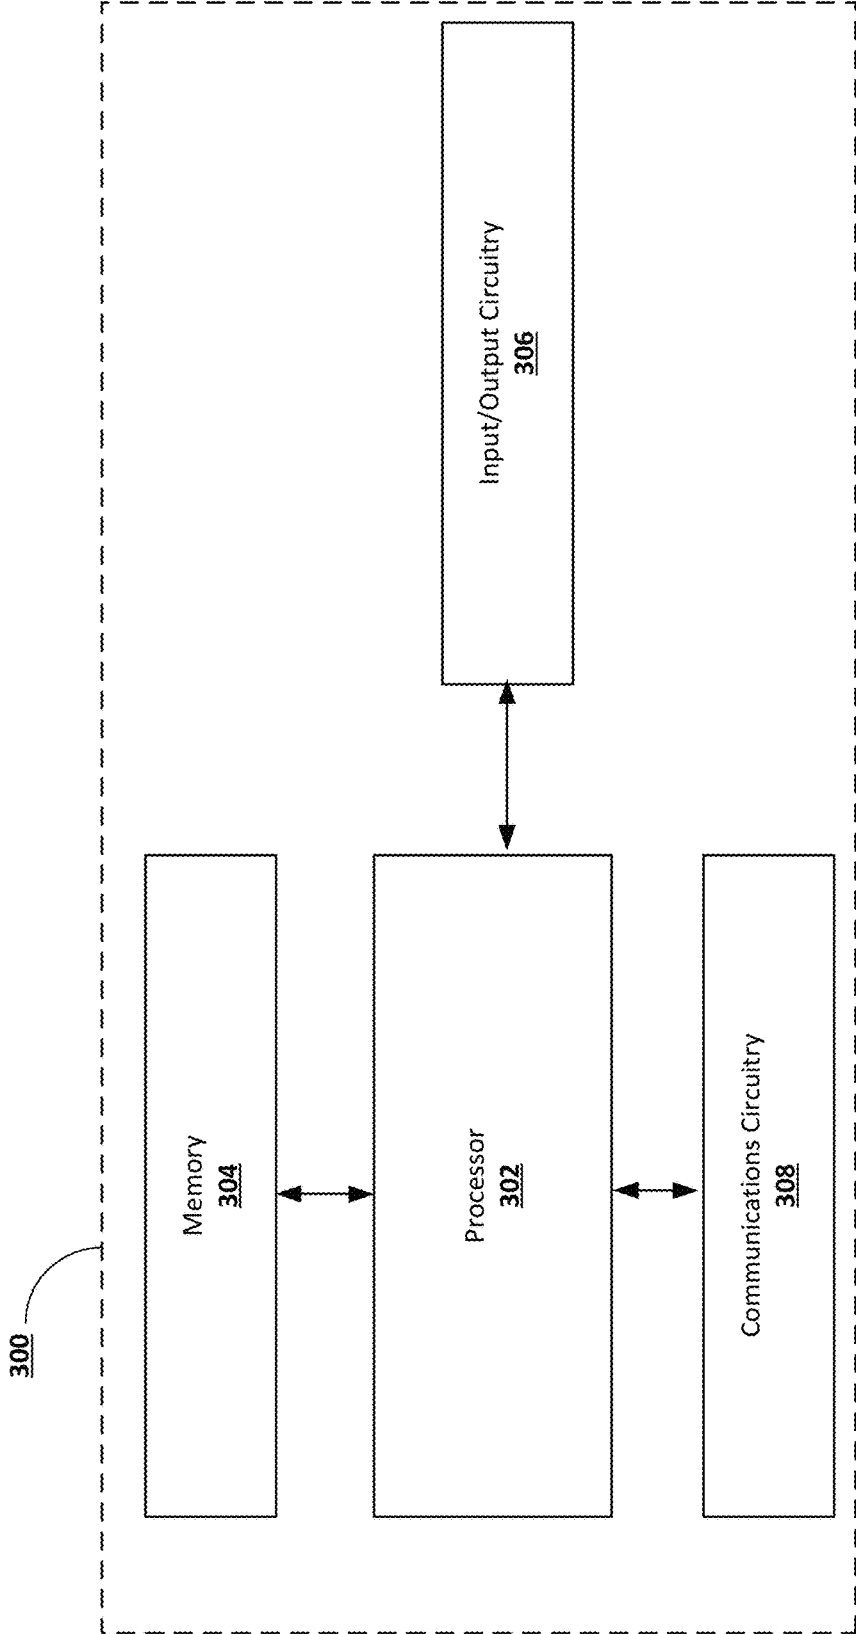 300
Memory
304
Processor
302
Input/Output Circuitry
306
Communications Circuitry
308